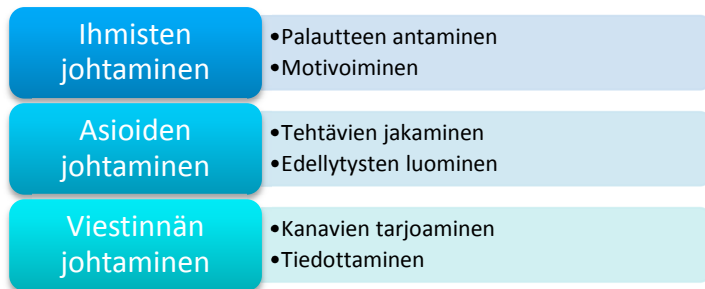 Ihmisten
johtaminen
•Palautteen antaminen
•Motivoiminen
Asioiden
johtaminen
•Tehtävien jakaminen
•Edellytysten luominen
Viestinnän
johtaminen
•Kanavien tarjoaminen
•Tiedottaminen